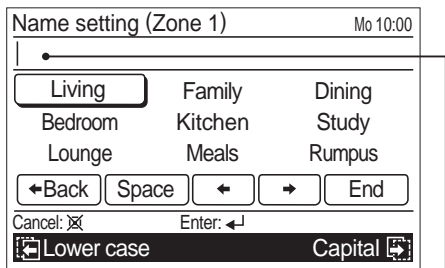 Name setting (Zone 1) Mo 10:00
Living Family Dining
Bedroom Kitchen Study
Lounge Meals Rumpus
←Back Space ← → End
Cancel: Enter:
Lower case Capital